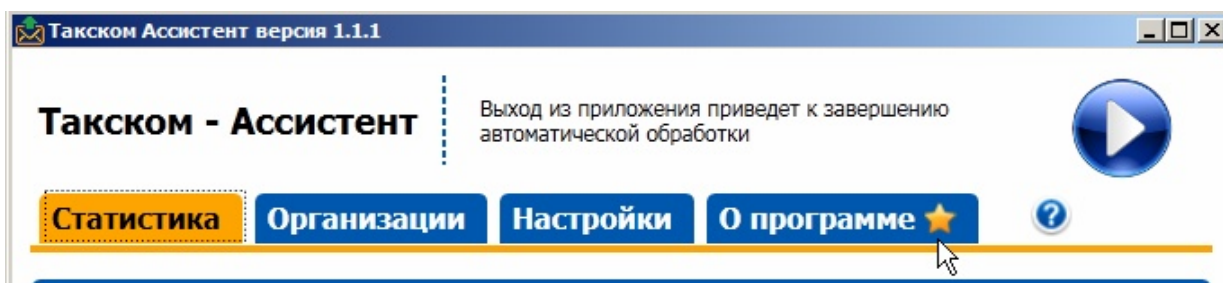 Такском Ассистент версия 1.1.1
Такском - Ассистент
Выход из приложения приведет к завершению
автоматической обработки
Статистика Организации Настройки О программе
?